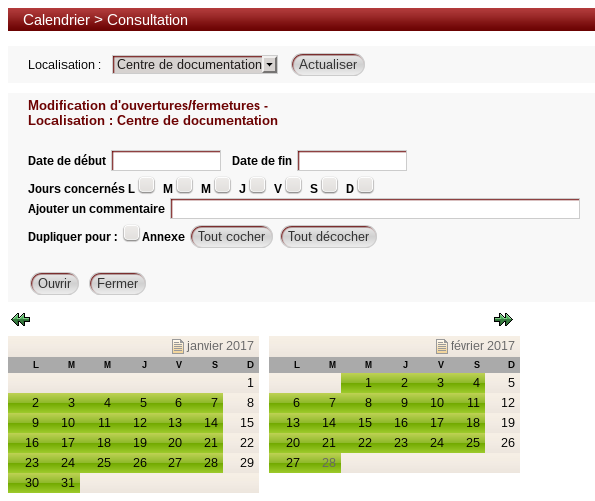 Calendrier > Consultation
Localisation : Centre de documentation Actualiser
Modification d'ouvertures/fermetures -
Localisation : Centre de documentation
Date de début Date de fin
Jours concernés L M M J V S D
Ajouter un commentaire
Dupliquer pour : Annexe Tout cocher Tout décocher
Ouvrir Fermer
janvier 2017
L M M J V S D
1
2 3 4 5 6 7 8
9 10 11 12 13 14 15
16 17 18 19 20 21 22
23 24 25 26 27 28 29
30 31
février 2017
L M M J V S D
1 2 3 4 5
6 7 8 9 10 11 12
13 14 15 16 17 18 19
20 21 22 23 24 25 26
27 28